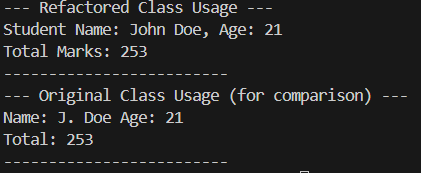 --- Refactored Class Usage ---
Student Name: John Doe, Age: 21
Total Marks: 253
-------------------------
--- Original Class Usage (for comparison) ---
Name: J. Doe Age: 21
Total: 253
-------------------------